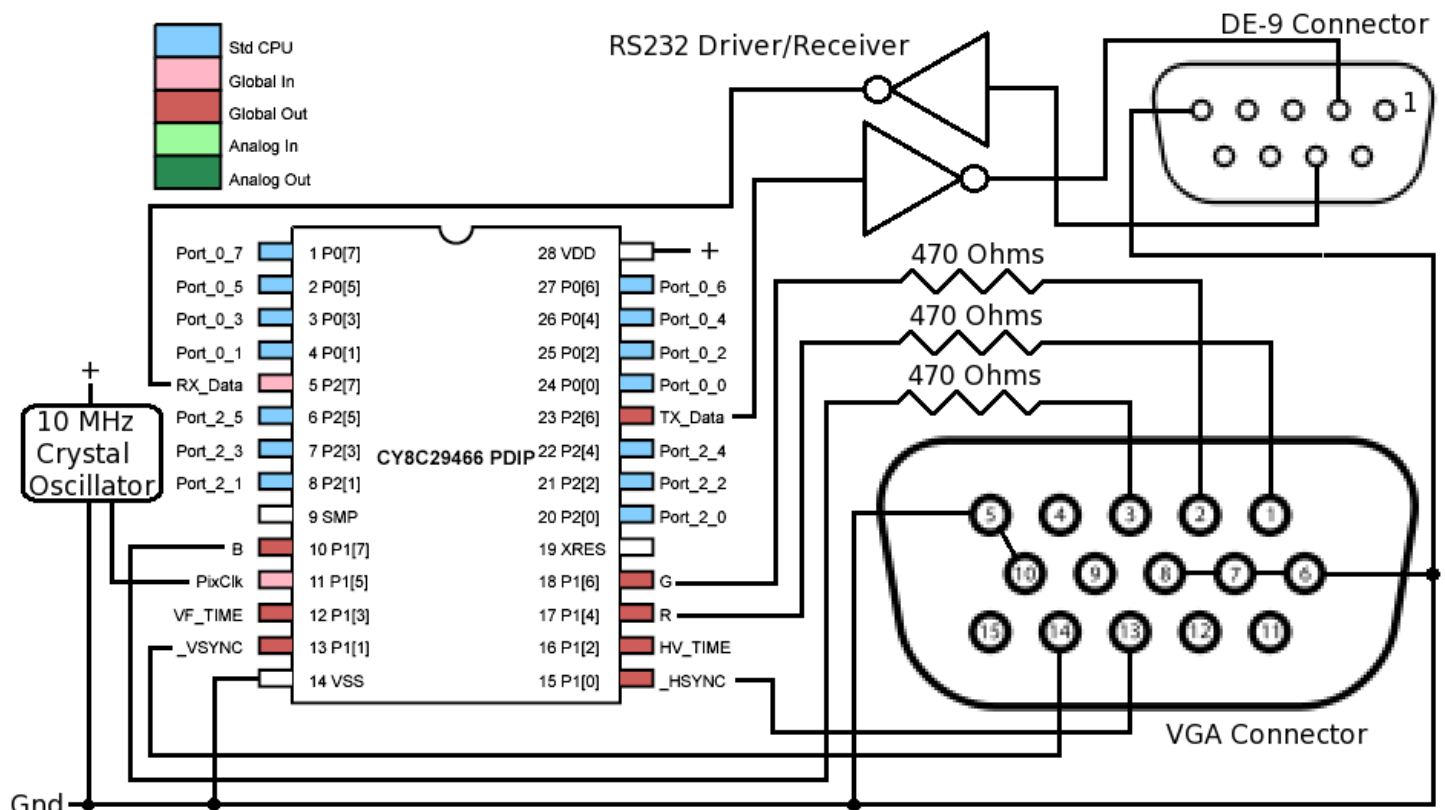 DE-9 Connector
RS232 Driver/Receiver
Std CPU
Global In
Global Out
Analog In
Analog Out
1
470 Ohms
470 Ohms
470 Ohms
Port_0_7 1 P0[7] 28 VDD +
Port_0_5 2 P0[5] 27 P0[6] Port_0_6
Port_0_3 3 P0[3] 26 P0[4] Port_0_4
Port_0_1 4 P0[1] 25 P0[2] Port_0_2
RX_Data 5 P2[7] 24 P0[0] Port_0_0
Port_2_5 6 P2[5] 23 P2[6] TX_Data
Port_2_3 7 P2[3] CY8C29466 PDIP 22 P2[4] Port_2_4
Port_2_1 8 P2[1] 21 P2[2] Port_2_2
9 SMP 20 P2[0] Port_2_0
B 10 P1[7] 19 XRES
PixClk 11 P1[5] 18 P1[6] G
VF_TIME 12 P1[3] 17 P1[4] R
_VSYNC 13 P1[1] 16 P1[2] HV_TIME
14 VSS 15 P1[0] _HSYNC
+
10 MHz
Crystal
Oscillator
5 4 3 2 1
10 9 8 7 6
15 14 13 12 11
VGA Connector
Gnd